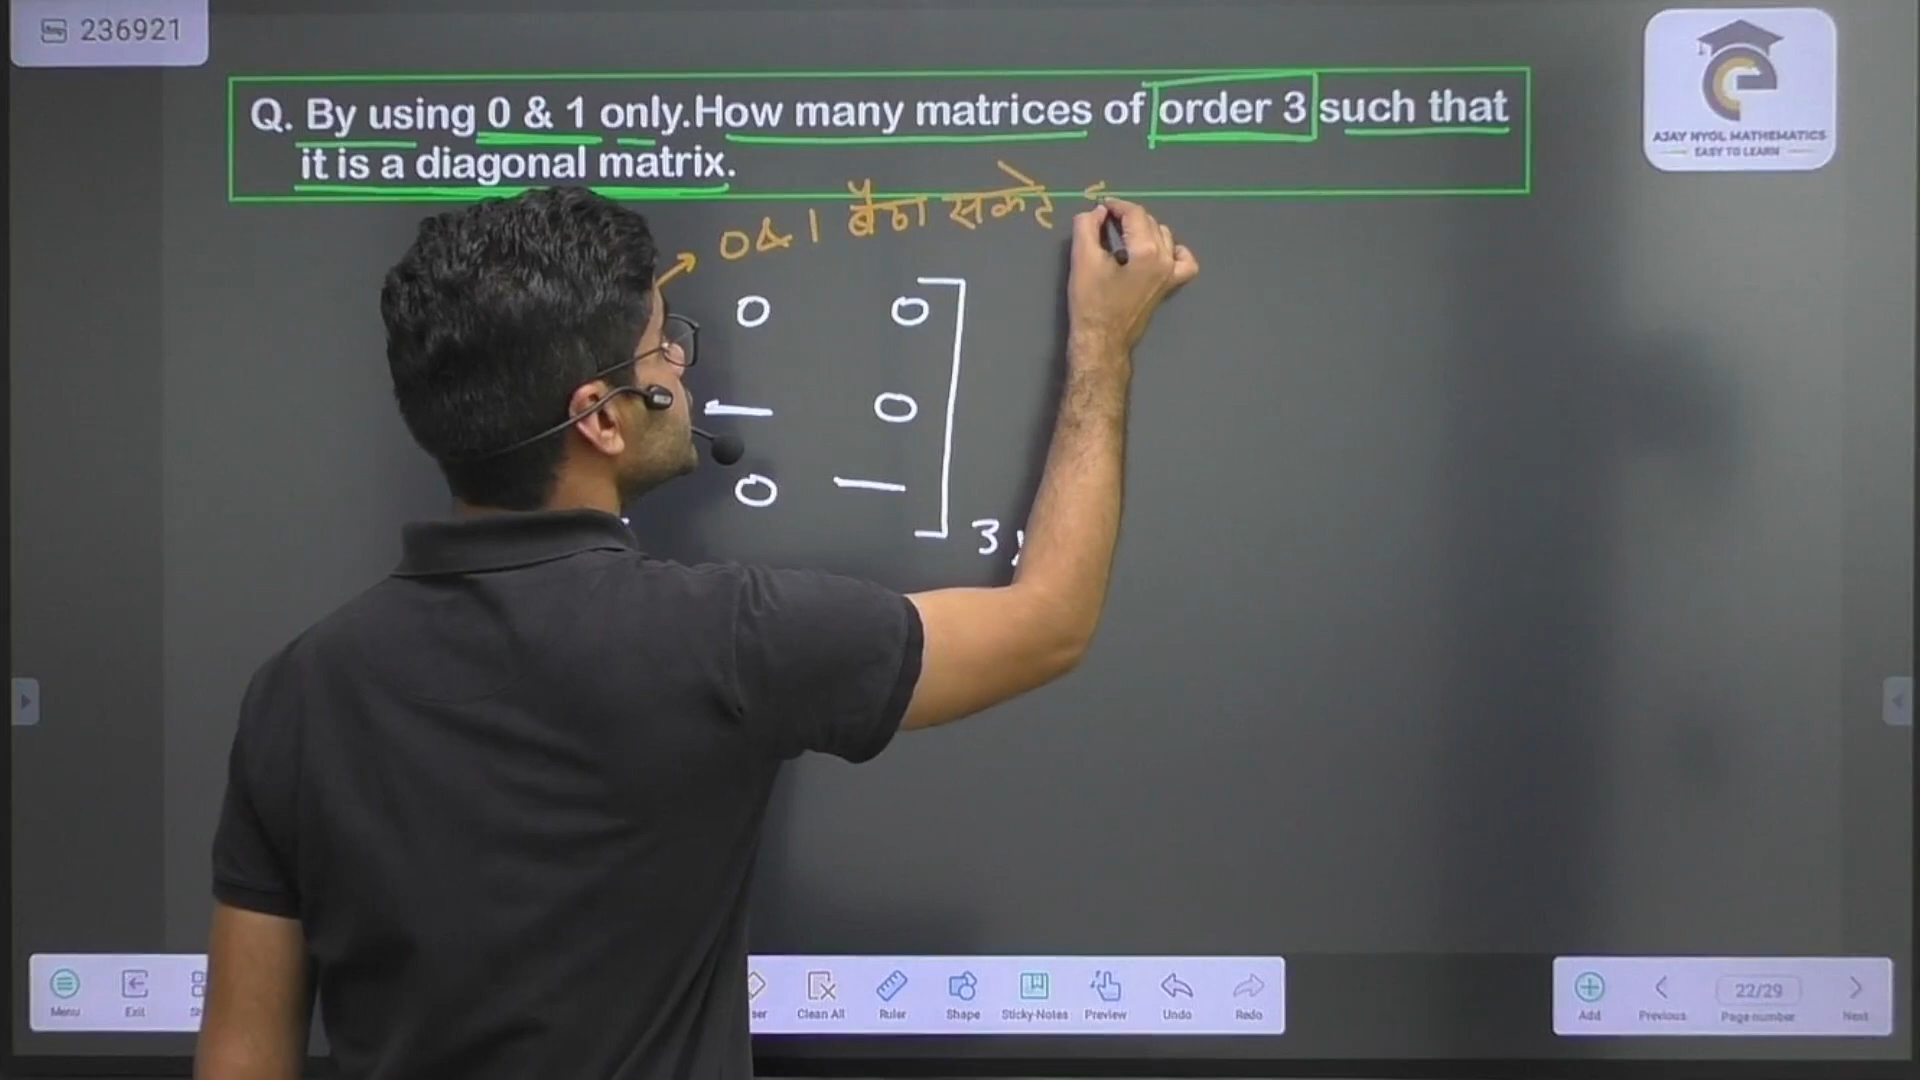 236921
Q. By using 0 & 1 only.How many matrices of order 3 such that
it is a diagonal matrix.
AJAY NYOL MATHEMATICS
EASY TO LEARN
0 & 1 बैठा सकते
0 0
— 0
0 —
3
Menu Exit Clean All Ruler Shape Sticky-Notes Preview Undo Redo
Add Previous 22/29 Page number Next